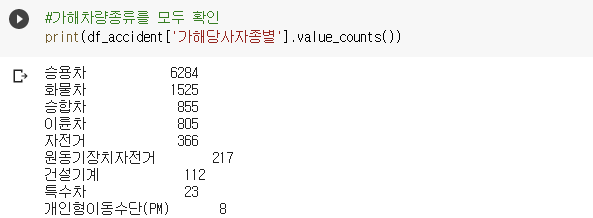 #가해차량종류를 모두 확인
print(df_accident['가해당사자종별'].value_counts())
승용차 6284
화물차 1525
승합차 855
이륜차 805
자전거 366
원동기장치자전거 217
건설기계 112
특수차 23
개인형이동수단(PM) 8